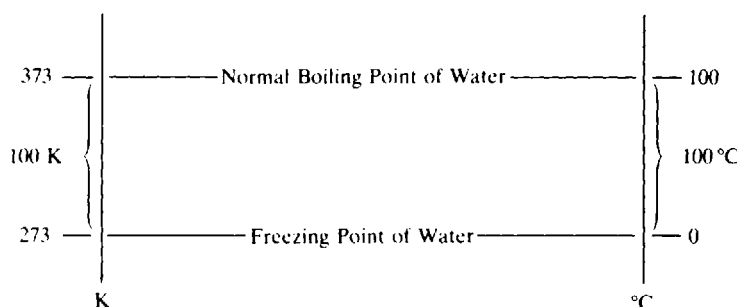 373 Normal Boiling Point of Water 100
100 K 100 °C
273 Freezing Point of Water 0
K °C